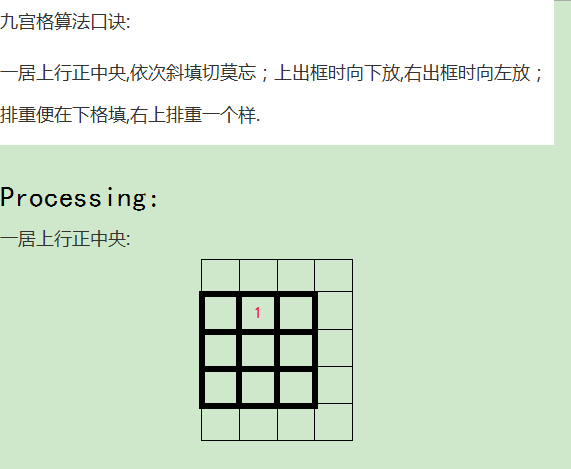 九宫格算法口诀:
一居上行正中央,依次斜填切莫忘；上出框时向下放,右出框时向左放；
排重便在下格填,右上排重一个样.
Processing:
一居上行正中央:
1